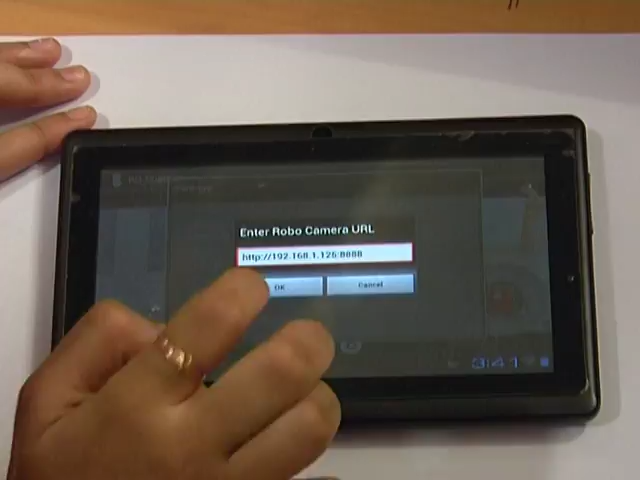 Enter Robo Camera URL
http://192.168.1.126:8888
OK
Cancel
3:41